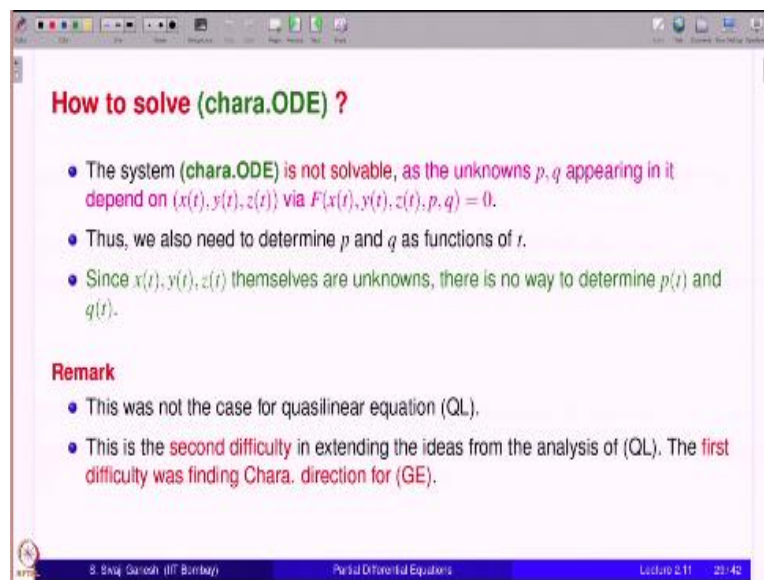 How to solve (chara.ODE) ?
The system (chara.ODE) is not solvable, as the unknowns p, q appearing in it
depend on (x(t), y(t), z(t)) via F(x(t), y(t), z(t), p, q) = 0.
Thus, we also need to determine p and q as functions of t.
Since x(t), y(t), z(t) themselves are unknowns, there is no way to determine p(t) and
q(t).
Remark
This was not the case for quasilinear equation (QL).
This is the second difficulty in extending the ideas from the analysis of (QL). The first
difficulty was finding Chara. direction for (GE).
Ganesh (IIT Bombay) Partial Differential Equations Lecture 2.11